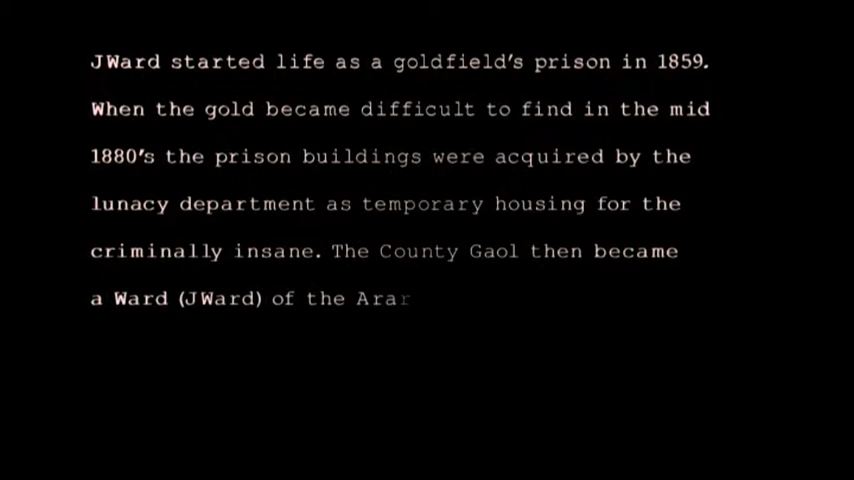 JWard started life as a goldfield's prison in 1859.
When the gold became difficult to find in the mid
1880's the prison buildings were acquired by the
lunacy department as temporary housing for the
criminally insane. The County Gaol then became
a Ward (JWard) of the Arar